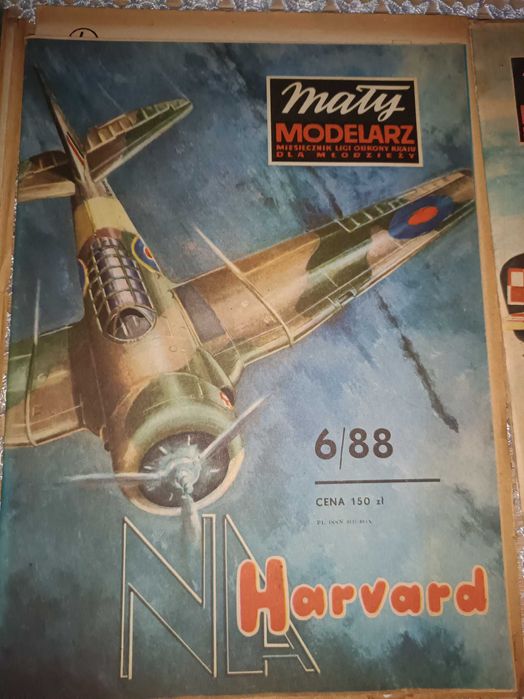 mały
MODELARZ
MIESIĘCZNIK LIGI OBRONY KRAJU
DLA MŁODZIEŻY
6/88
CENA 150 zł
NA
Harvard